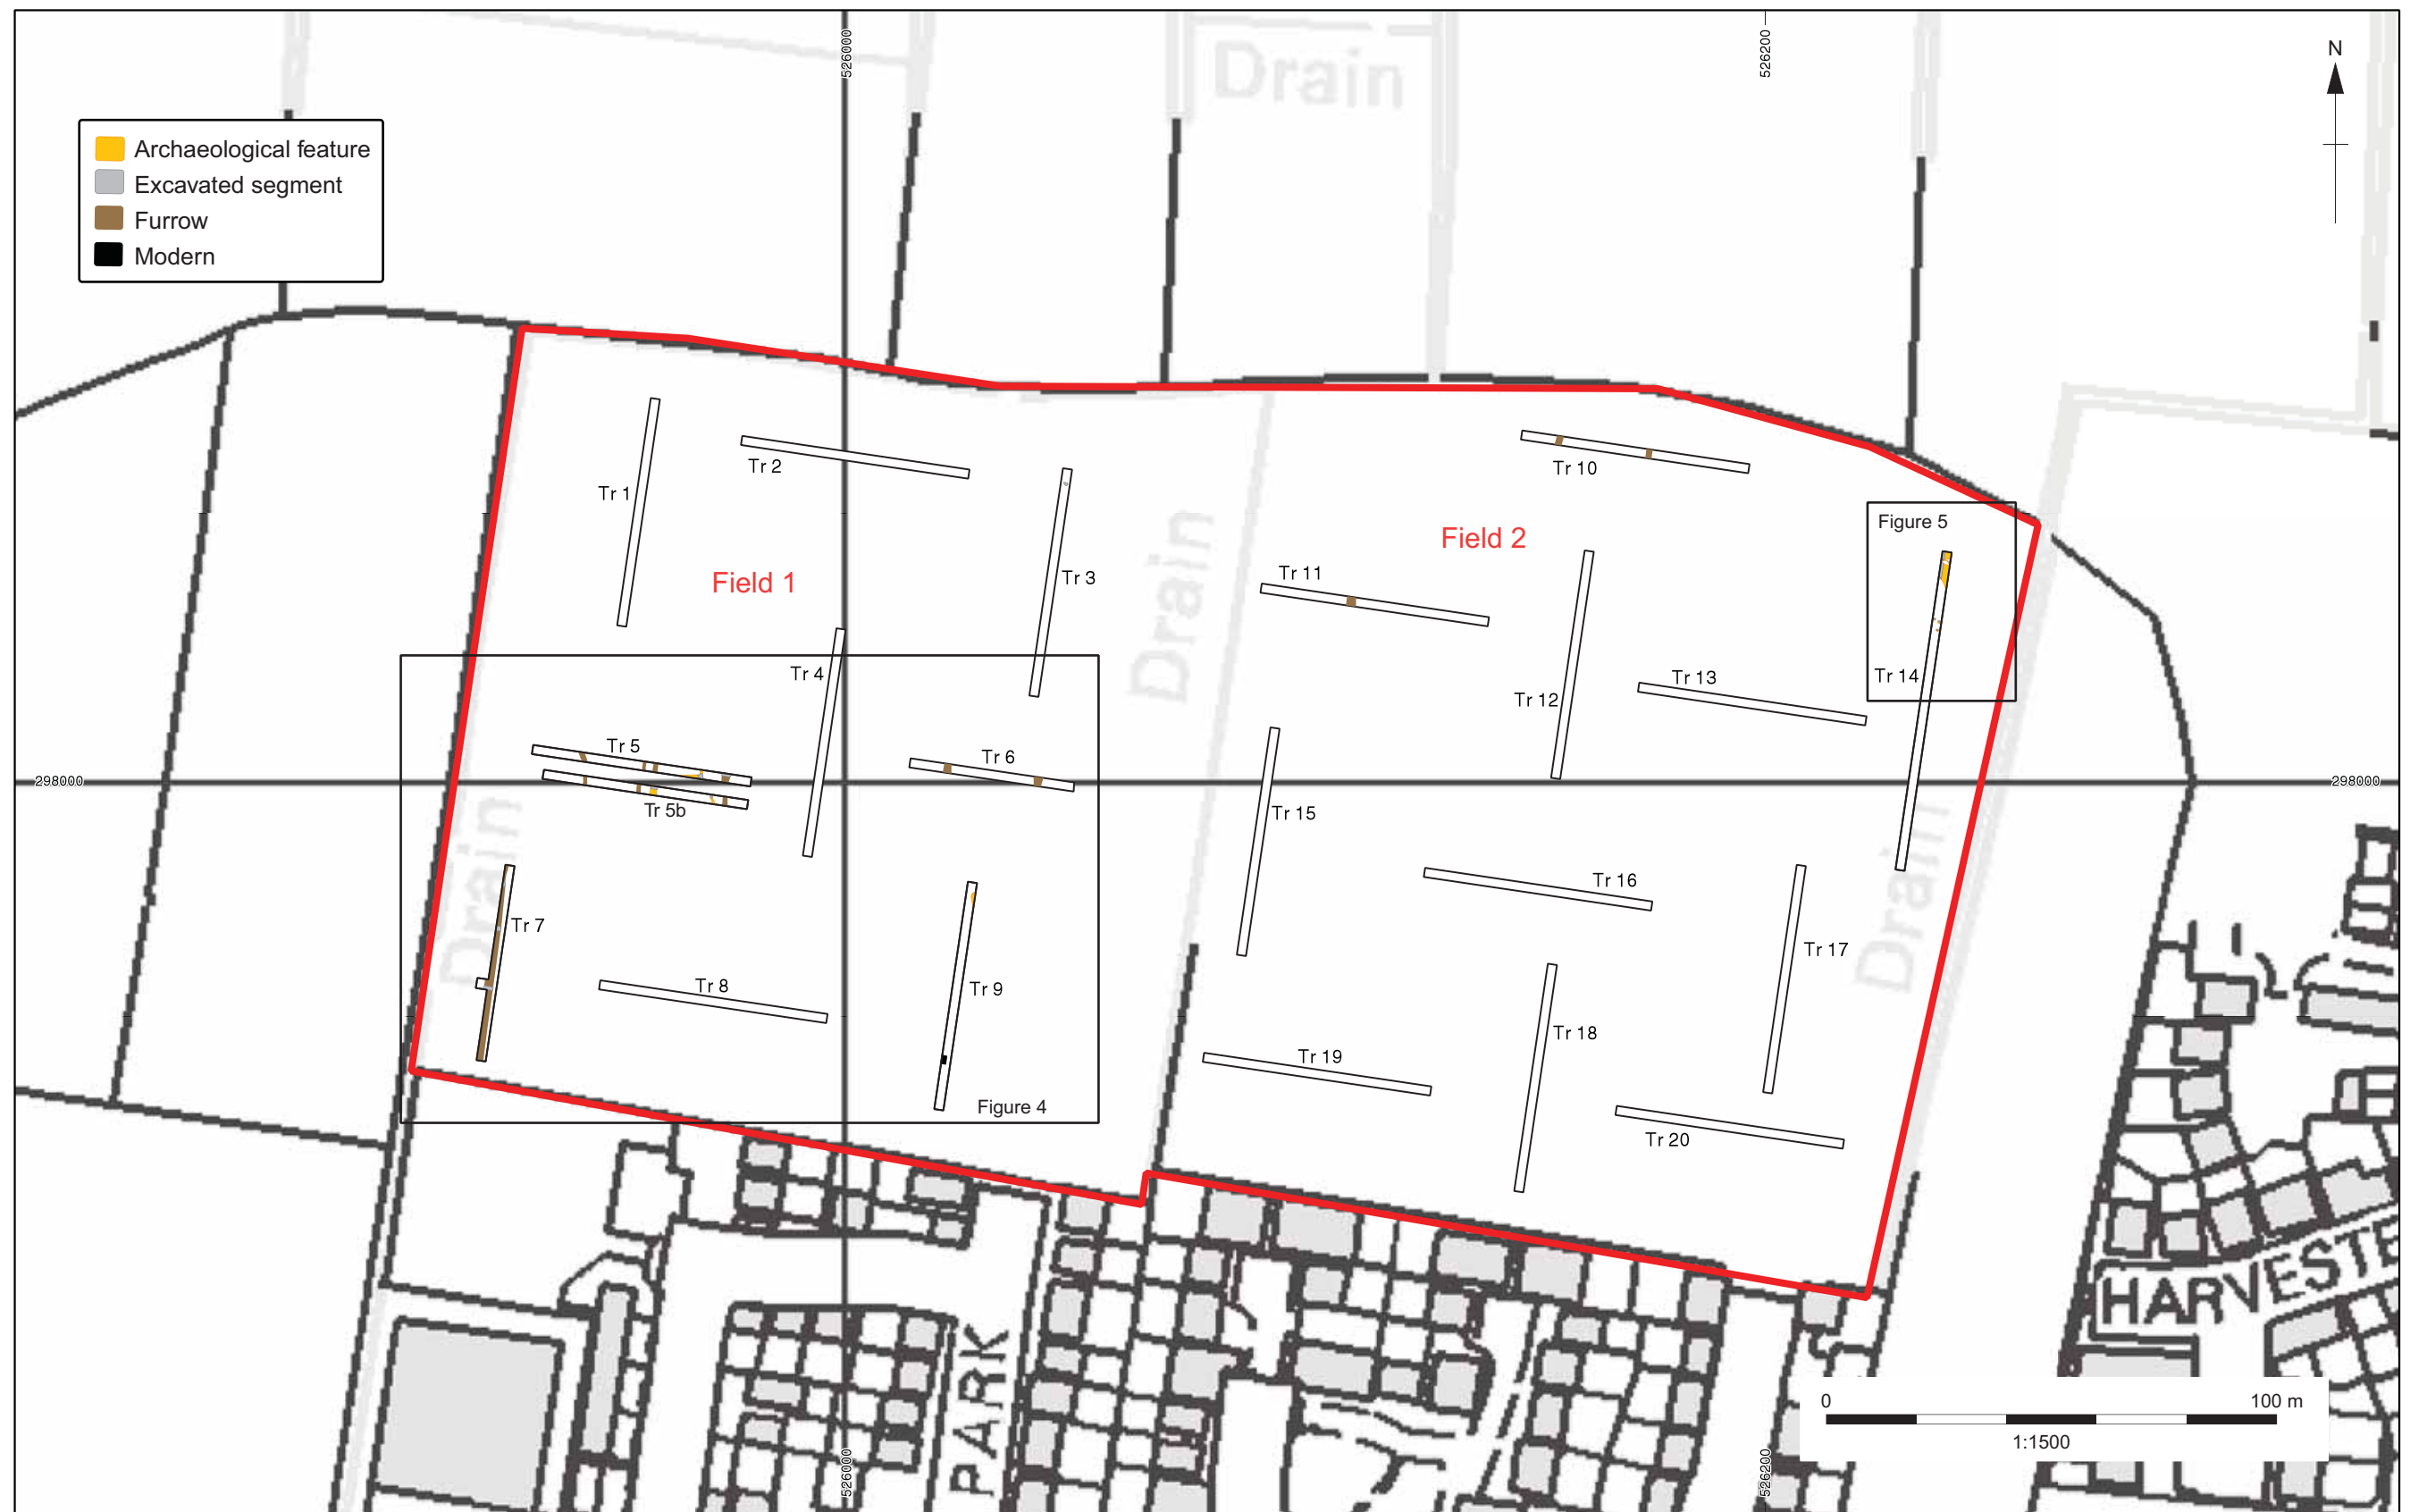 526000
526200
N
Drain
Archaeological feature
Excavated segment
Furrow
Modern
Tr 2
Tr 10
Tr 1
Figure 5
Field 2
Tr 3
Field 1
Tr 11
Drain
Tr 4
Tr 14
Tr 13
Tr 12
Tr 5
Tr 6
298000
298000
Tr 5b
Tr 15
Drain
Tr 16
Drain
Tr 7
Tr 17
Tr 8
Tr 9
Tr 18
Tr 19
Figure 4
Tr 20
HARVESTE
PARK
0
100 m
1:1500
526000
526200